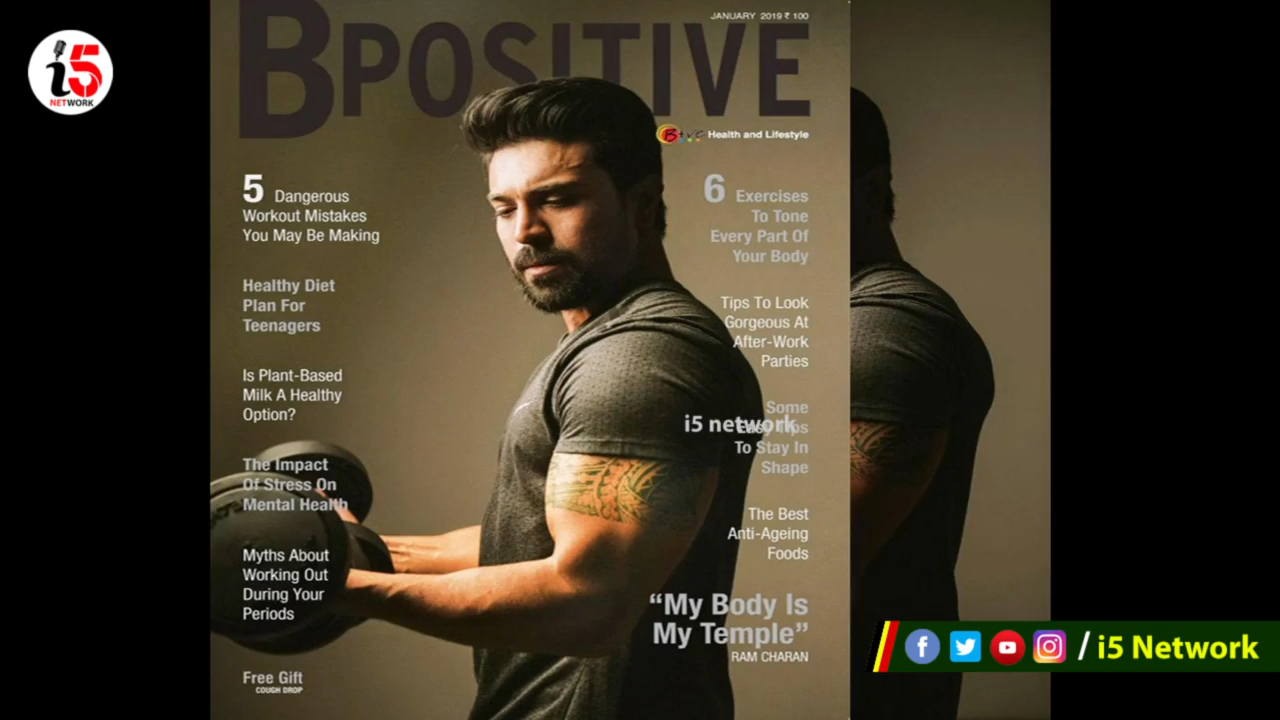 i5
NETWORK
JANUARY 2019 ₹ 100
BPOSITIVE
B+VE Health and Lifestyle
5 Dangerous
Workout Mistakes
You May Be Making
Healthy Diet
Plan For
Teenagers
Is Plant-Based
Milk A Healthy
Option?
The Impact
Of Stress On
Mental Health
Myths About
Working Out
During Your
Periods
Free Gift
COUGH DROP
6 Exercises
To Tone
Every Part Of
Your Body
Tips To Look
Gorgeous At
After-Work
Parties
Some
Easy Tips
To Stay In
Shape
i5 network
The Best
Anti-Ageing
Foods
“My Body Is
My Temple”
RAM CHARAN
/ i5 Network